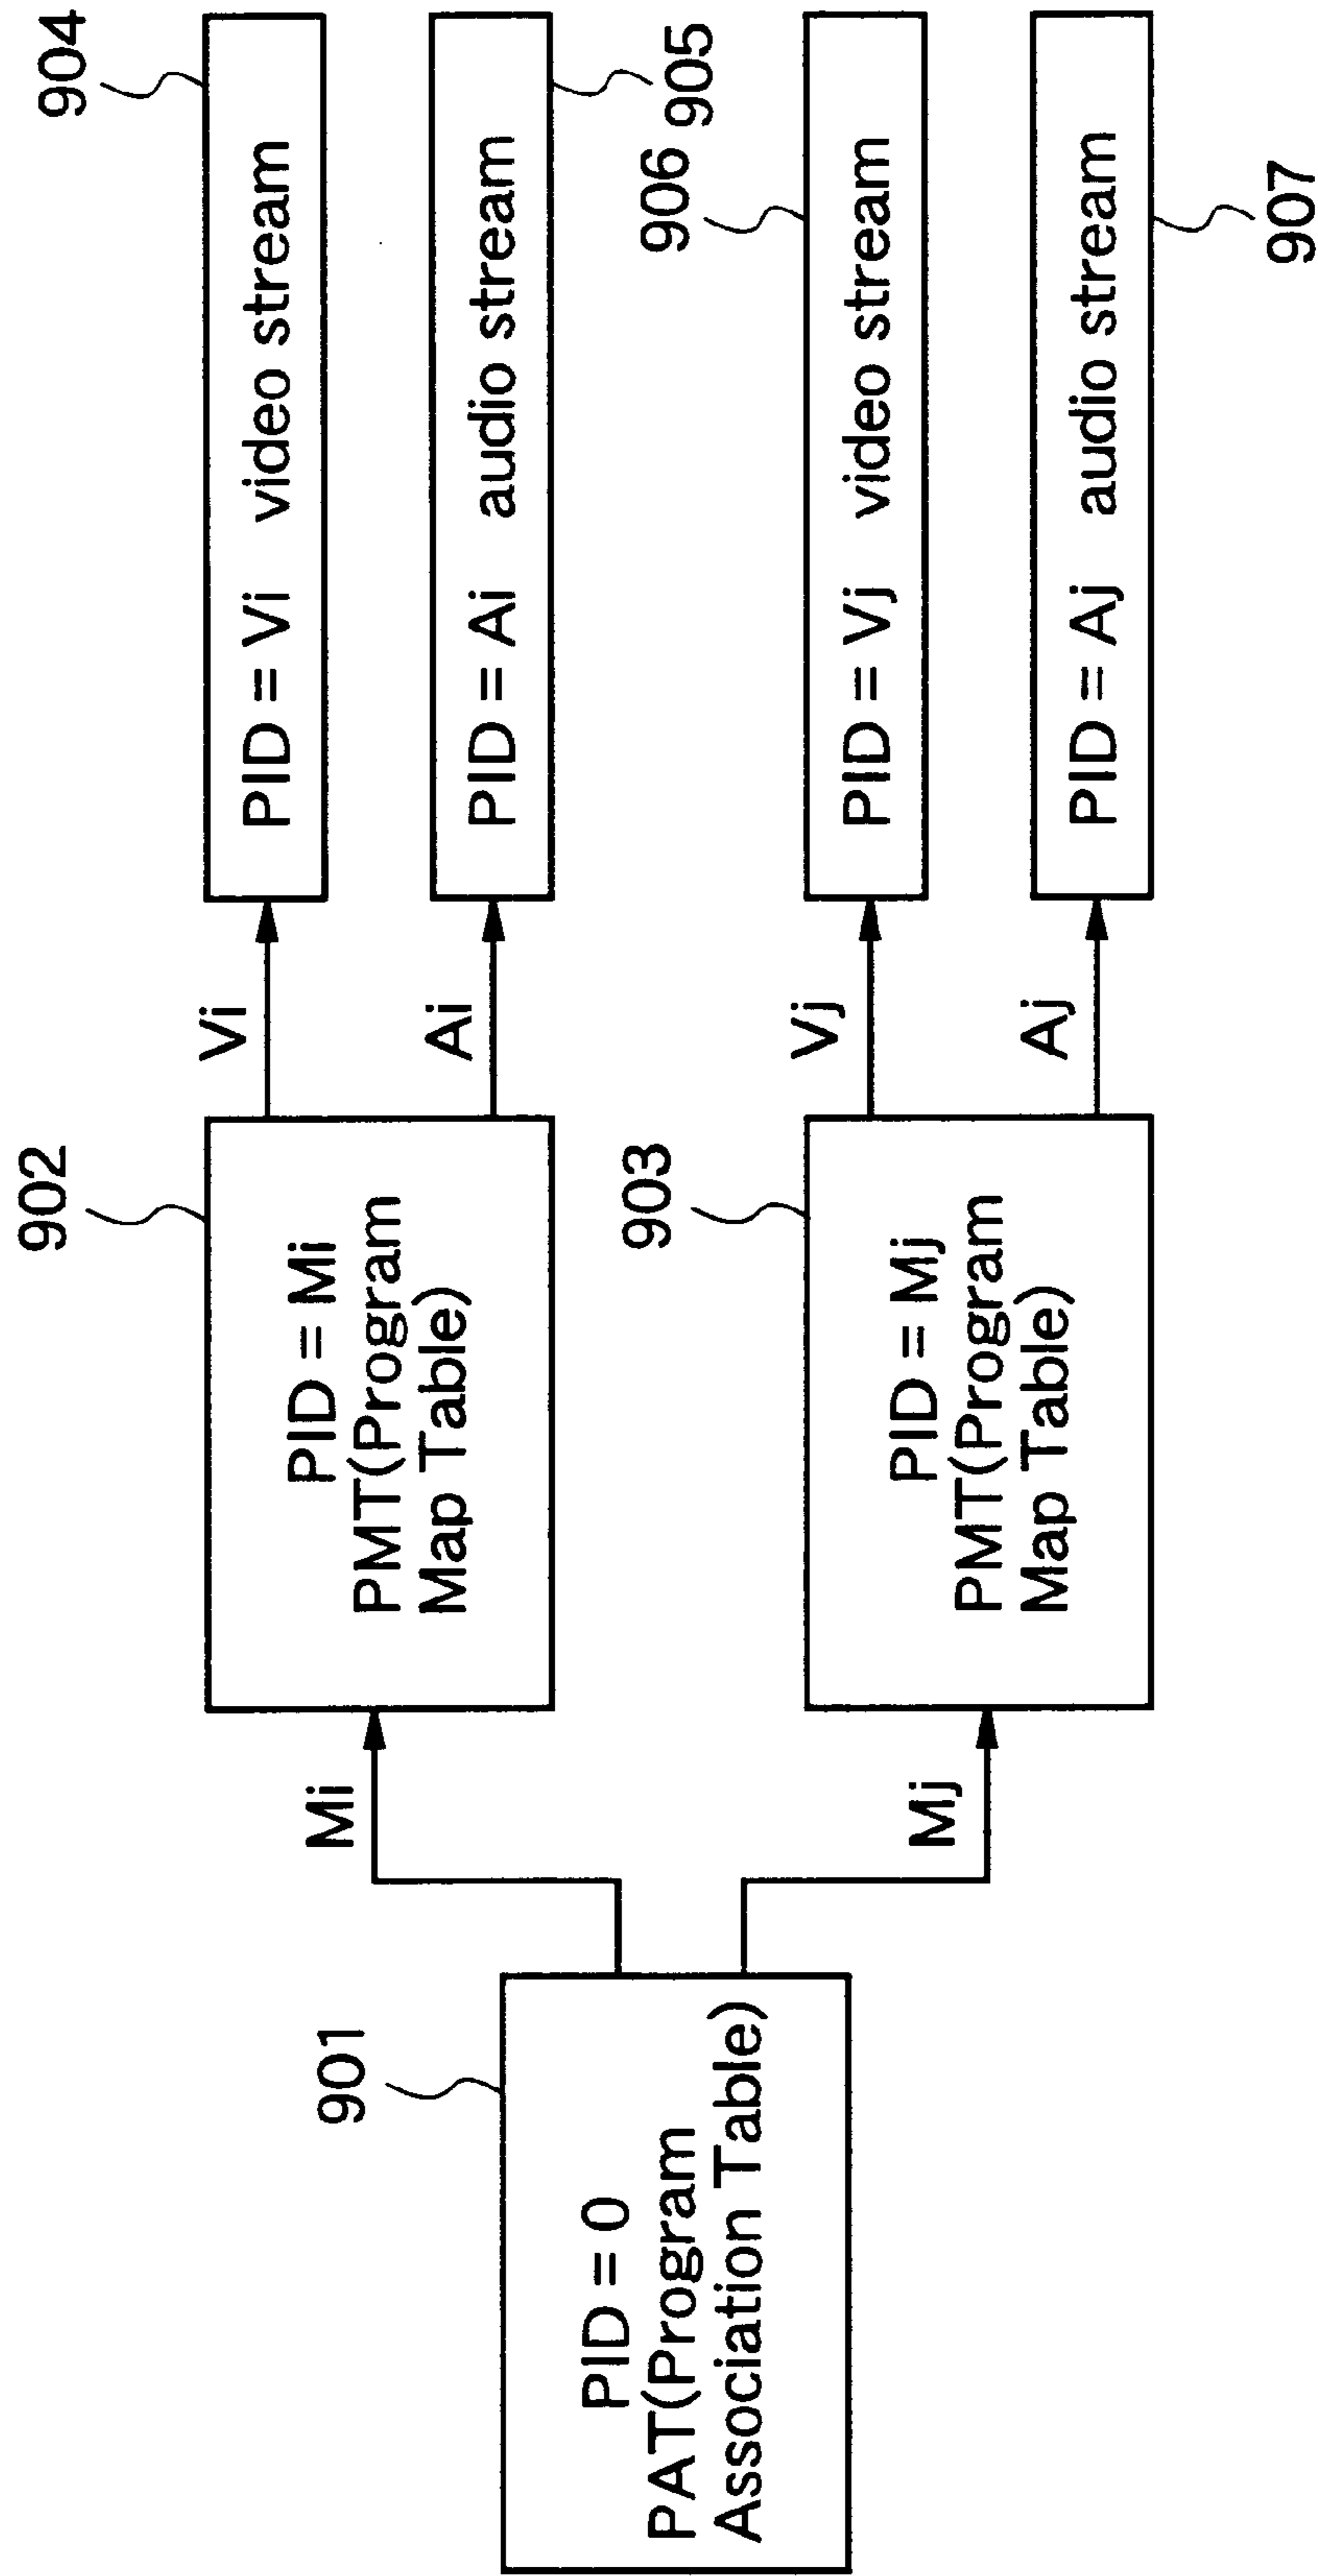 901
PID = 0
PAT(Program
Association Table)
Mi
Mj
902
PID = Mi
PMT(Program
Map Table)
903
PID = Mj
PMT(Program
Map Table)
Vi
Ai
Vj
Aj
904
PID = Vi video stream
PID = Ai audio stream
905
906
PID = Vj video stream
PID = Aj audio stream
907